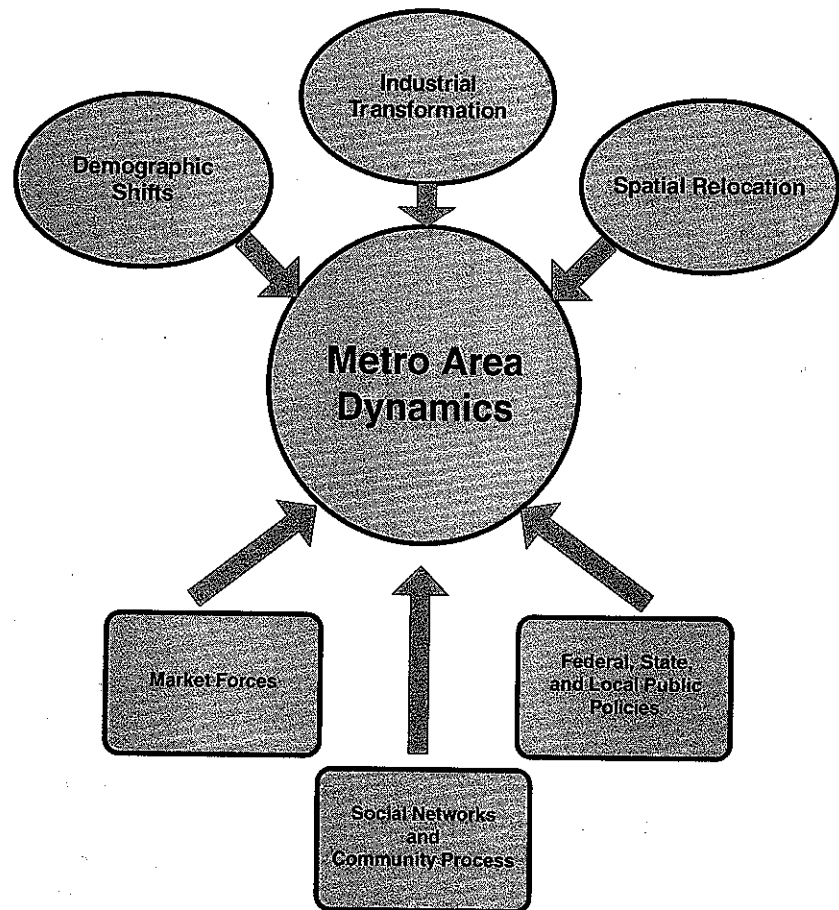 Industrial
Transformation
Demographic
Shifts
Spatial Relocation
Metro Area
Dynamics
Market Forces
Federal, State,
and Local Public
Policies
Social Networks
and
Community Process